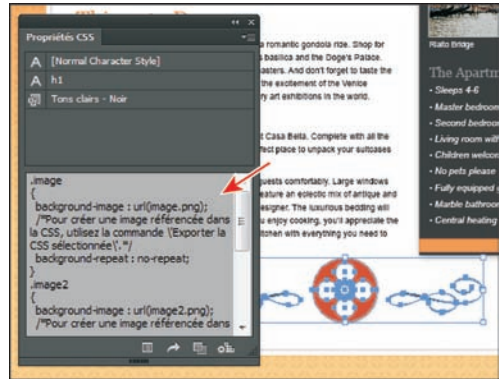 Propriétés CSS
[Normal Character Style]
h1
Tons clairs - Noir
.image
{
background-image : url(image.png);
/*Pour créer une image référencée dans
la CSS, utilisez la commande \'Exporter la
CSS sélectionnée\'. */
background-repeat : no-repeat;
}
.image2
{
background-image : url(image2.png);
/*Pour créer une image référencée dans
a romantic gondola ride. Shop for
basilica and the Doge's Palace.
asters. And don't forget to taste the
the excitement of the Venice
ry art exhibitions in the world.
t Casa Bella. Complete with all the
fect place to unpack your suitcases
guests comfortably. Large windows
eature an eclectic mix of antique and
esigner. The luxurious bedding will
u enjoy cooking, you'll appreciate the
itchen with everything you need to
Rialto Bridge
The Apartm
• Sleeps 4-6
• Master bedroom
• Second bedroom
• Living room with
• Children welcom
• No pets please
• Fully equipped
• Marble bathroom
• Central heating